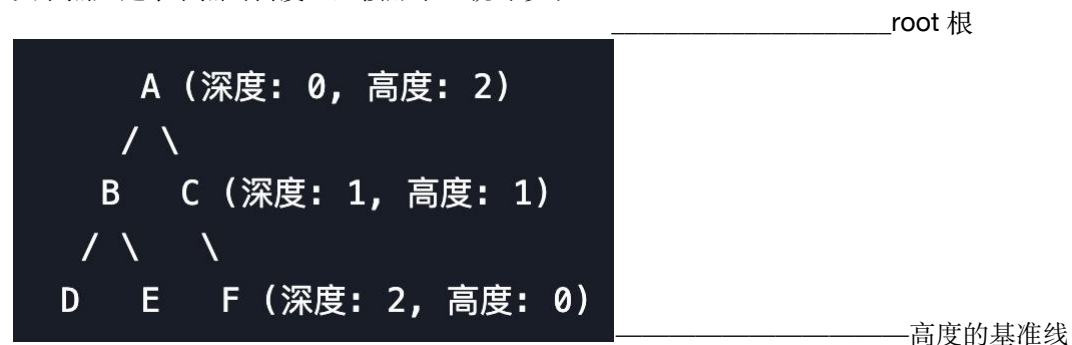 root 根
A (深度: 0, 高度: 2)
/ \
B C (深度: 1, 高度: 1)
/ \ \
D E F (深度: 2, 高度: 0)
高度的基准线